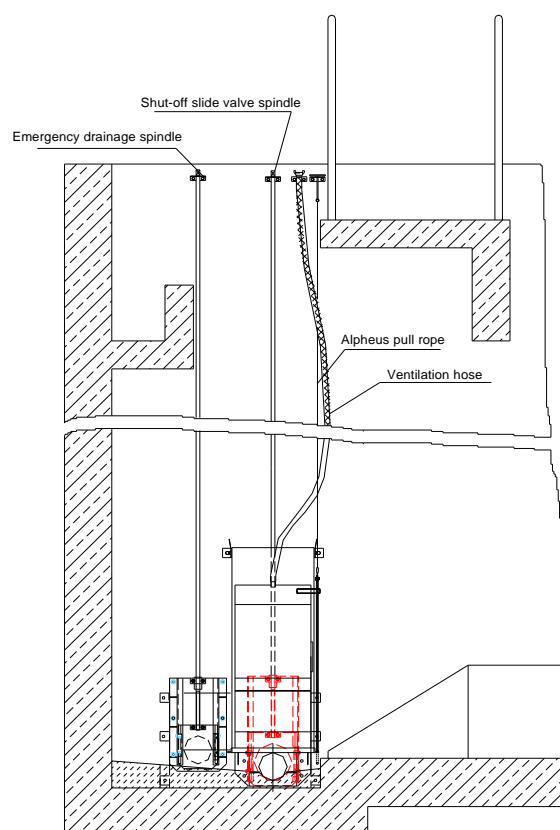 Shut-off slide valve spindle
Emergency drainage spindle
Alpheus pull rope
Ventilation hose